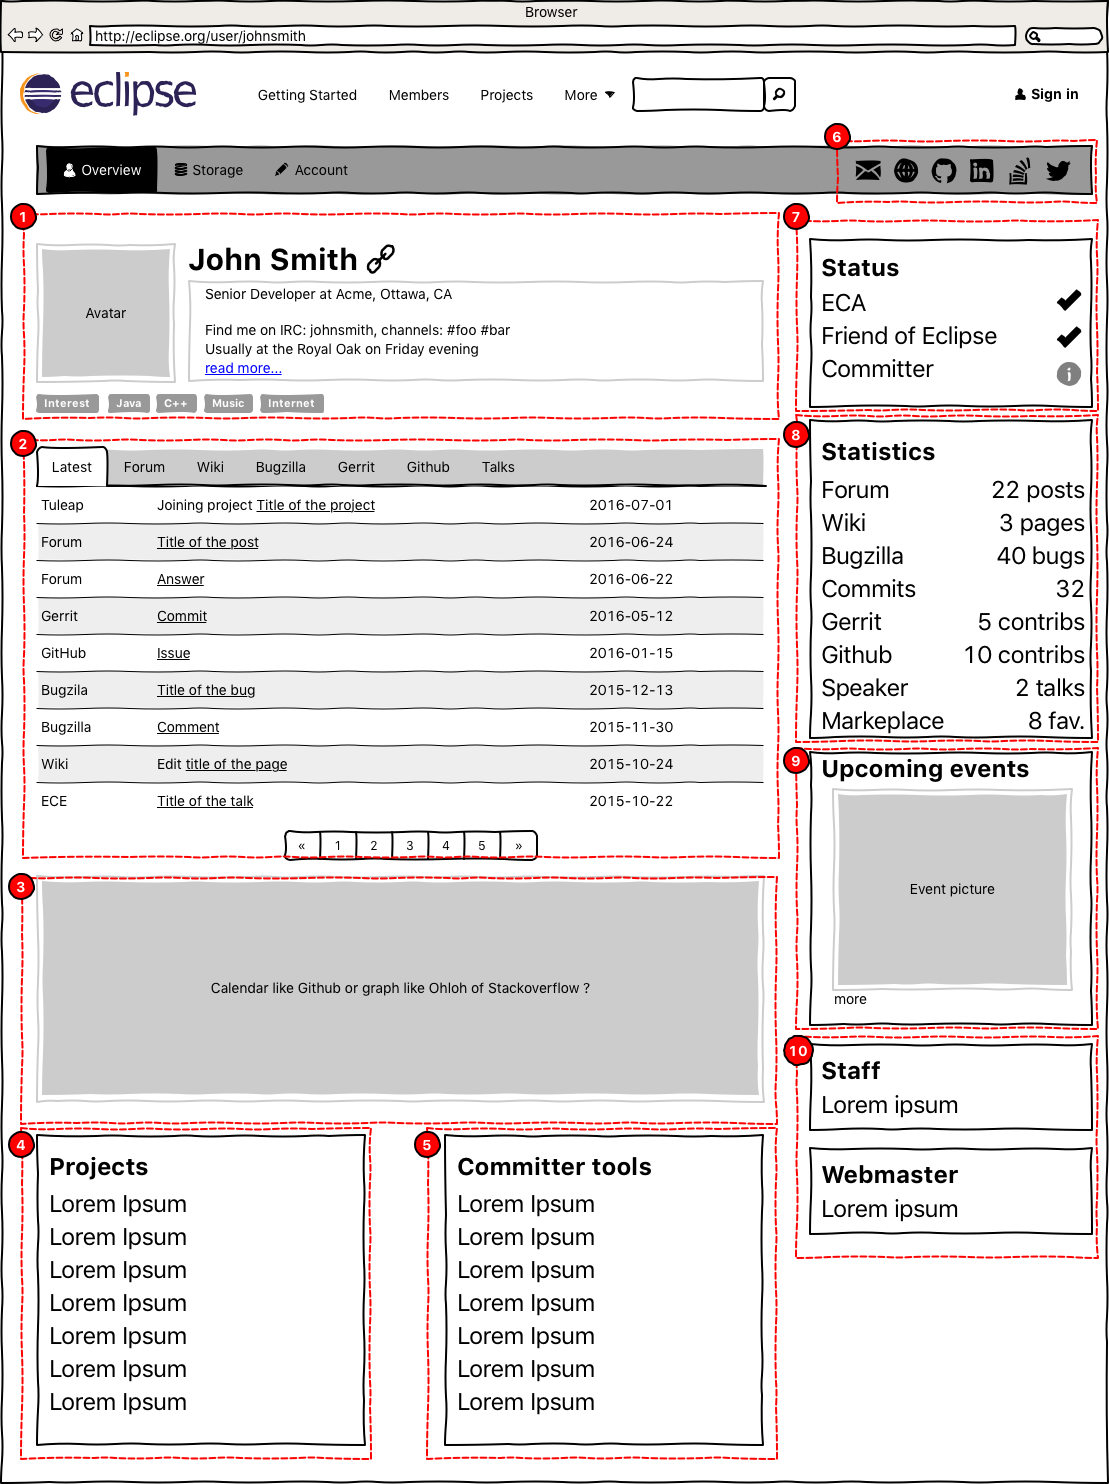 Browser
http://eclipse.org/user/johnsmith
eclipse
Getting Started Members Projects More
Sign in
6
Overview Storage Account
1
John Smith
Avatar
Senior Developer at Acme, Ottawa, CA
Find me on IRC: johnsmith, channels: #foo #bar
Usually at the Royal Oak on Friday evening
read more...
Interest Java C++ Music Internet
2
Latest Forum Wiki Bugzilla Gerrit Github Talks
Tuleap Joining project Title of the project 2016-07-01
Forum Title of the post 2016-06-24
Forum Answer 2016-06-22
Gerrit Commit 2016-05-12
GitHub Issue 2016-01-15
Bugzila Title of the bug 2015-12-13
Bugzilla Comment 2015-11-30
Wiki Edit title of the page 2015-10-24
ECE Title of the talk 2015-10-22
« 1 2 3 4 5 »
3
Calendar like Github or graph like Ohloh of Stackoverflow ?
4
Projects
Lorem Ipsum
Lorem Ipsum
Lorem Ipsum
Lorem Ipsum
Lorem Ipsum
Lorem Ipsum
Lorem Ipsum
5
Committer tools
Lorem Ipsum
Lorem Ipsum
Lorem Ipsum
Lorem Ipsum
Lorem Ipsum
Lorem Ipsum
Lorem Ipsum
7
Status
ECA
Friend of Eclipse
Committer
8
Statistics
Forum 22 posts
Wiki 3 pages
Bugzilla 40 bugs
Commits 32
Gerrit 5 contribs
Github 10 contribs
Speaker 2 talks
Markeplace 8 fav.
9
Upcoming events
Event picture
more
10
Staff
Lorem ipsum
Webmaster
Lorem ipsum